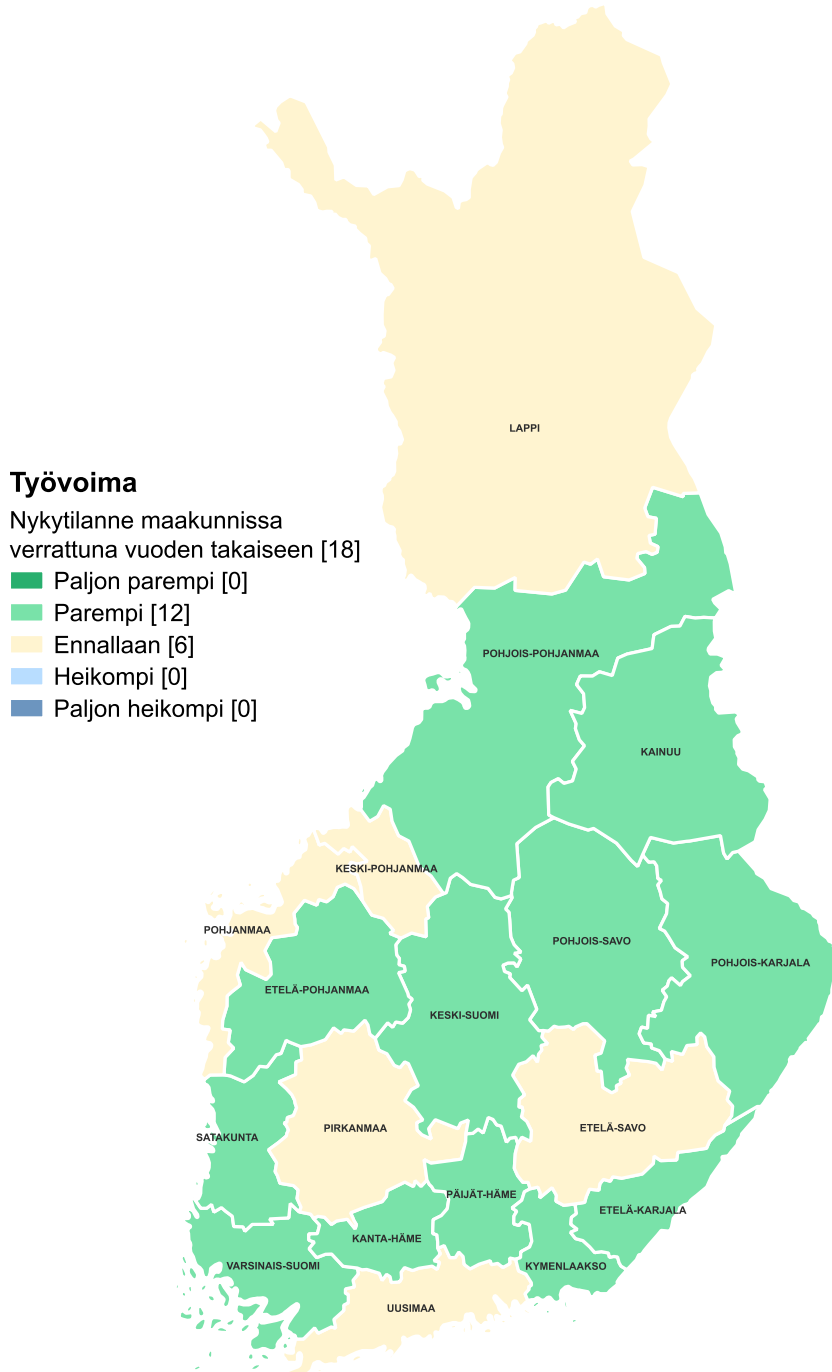 LAPPI
Työvoima
Nykytilanne maakunnissa
verrattuna vuoden takaiseen [18]
Paljon parempi [0]
Parempi [12]
Ennallaan [6]
Heikompi [0]
Paljon heikompi [0]
POHJOIS-POHJANMAA
KAINUU
KESKI-POHJANMAA
POHJANMAA
POHJOIS-SAVO
POHJOIS-KARJALA
ETELÄ-POHJANMAA
KESKI-SUOMI
PIRKANMAA
ETELÄ-SAVO
SATAKUNTA
PÄIJÄT-HÄME
ETELÄ-KARJALA
KANTA-HÄME
VARSINAIS-SUOMI
KYMENLAAKSO
UUSIMAA